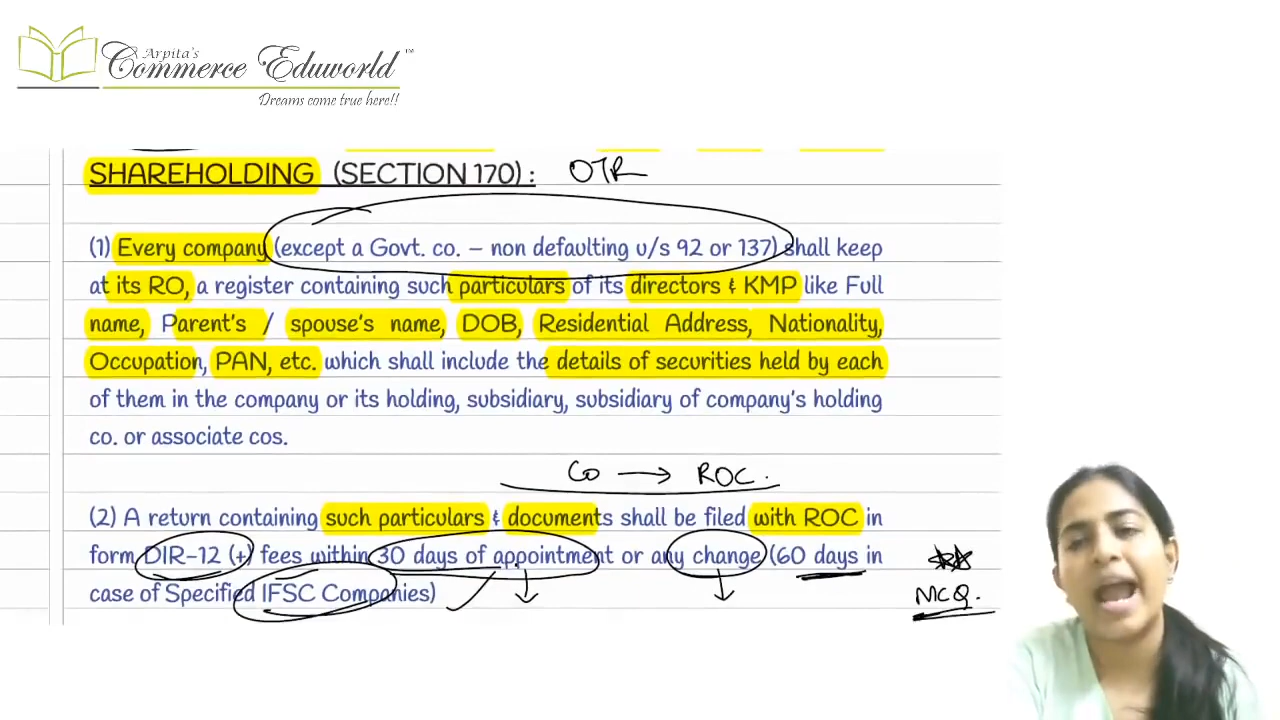 Arpita's
Commerce Eduworld™
Dreams come true here!!
SHAREHOLDING (SECTION 170) : OTR
(1) Every company (except a Govt. co. – non defaulting u/s 92 or 137) shall keep
at its RO, a register containing such particulars of its directors & KMP like Full
name, Parent's / spouse's name, DOB, Residential Address, Nationality,
Occupation, PAN, etc. which shall include the details of securities held by each
of them in the company or its holding, subsidiary, subsidiary of company's holding
co. or associate cos.
Co → ROC.
(2) A return containing such particulars & documents shall be filed with ROC in
form DIR-12 (+) fees within 30 days of appointment or any change (60 days in
case of Specified IFSC Companies)
MCQ.